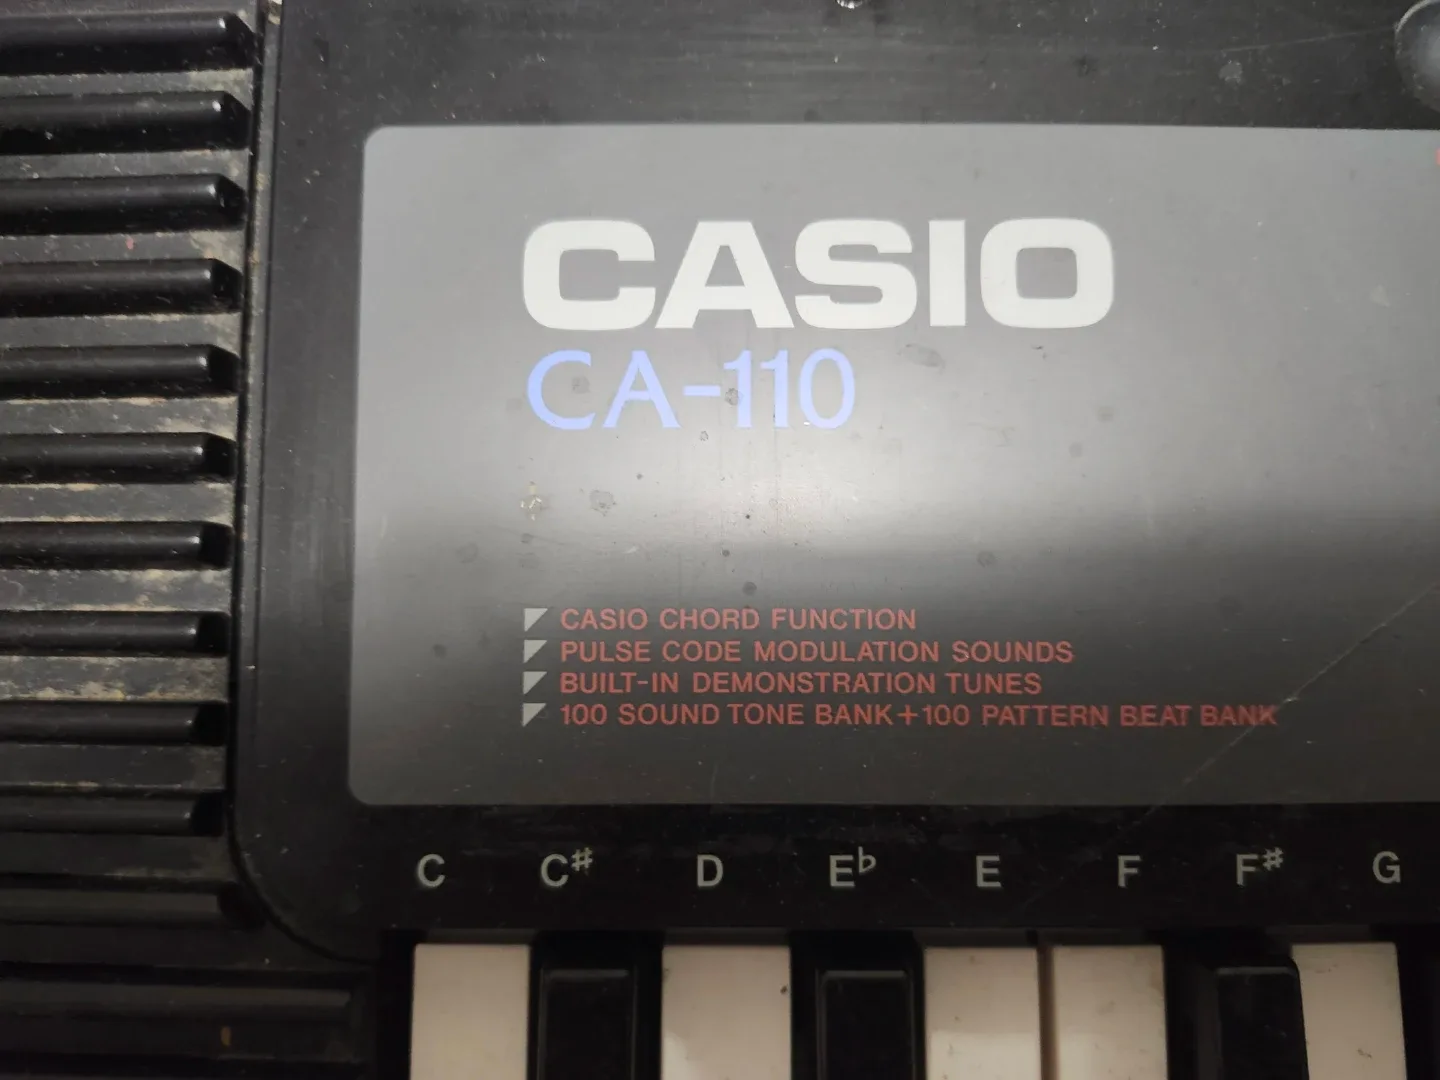 CASIO
CA-110
CASIO CHORD FUNCTION
PULSE CODE MODULATION SOUNDS
BUILT-IN DEMONSTRATION TUNES
100 SOUND TONE BANK+100 PATTERN BEAT BANK
C C♯ D E♭ E F F♯ G